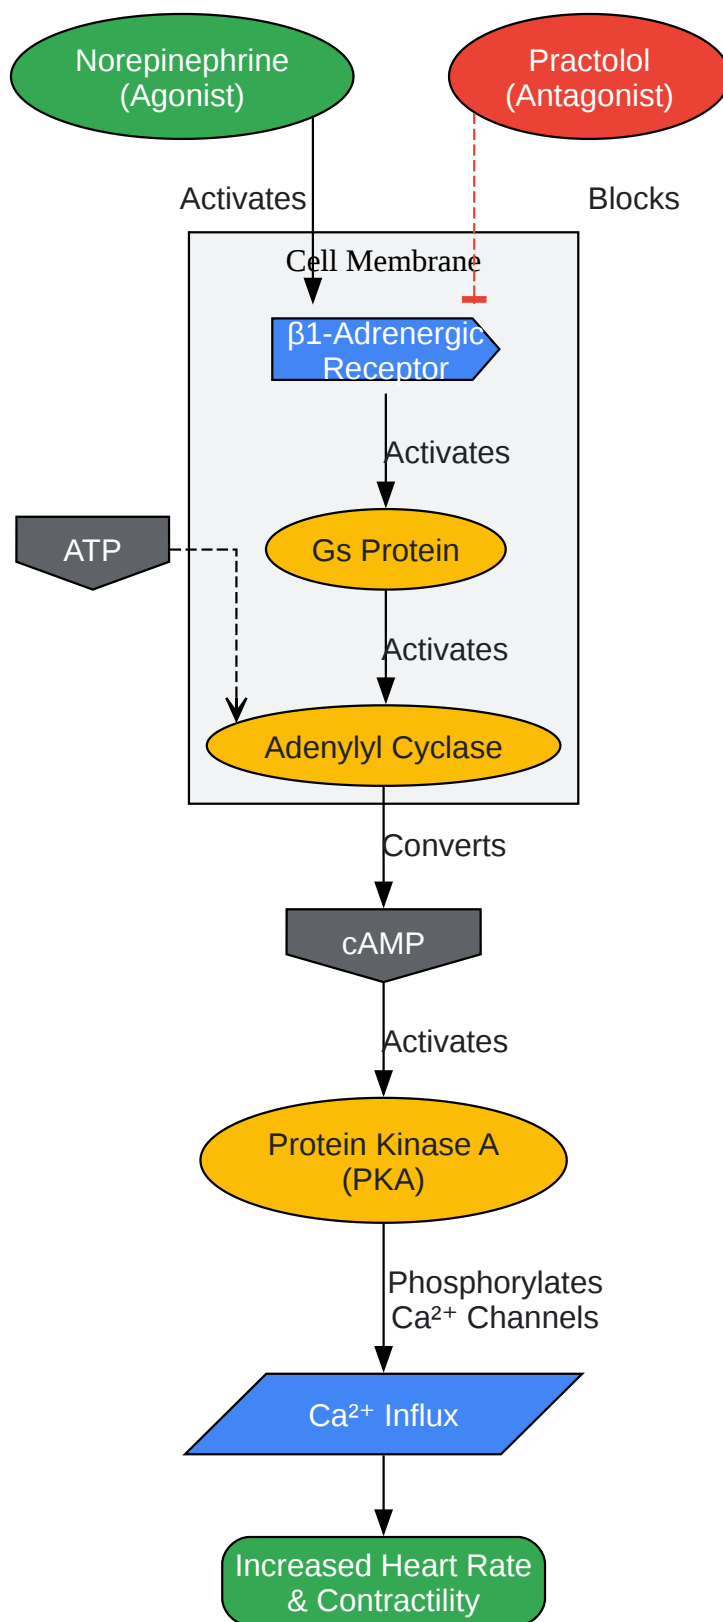 Norepinephrine
(Agonist)
Practolol
(Antagonist)
Activates
Blocks
Cell Membrane
β1-Adrenergic
Receptor
Activates
ATP
Gs Protein
Activates
Adenylyl Cyclase
Converts
cAMP
Activates
Protein Kinase A
(PKA)
Phosphorylates
Ca²⁺ Channels
Ca²⁺ Influx
Increased Heart Rate
& Contractility